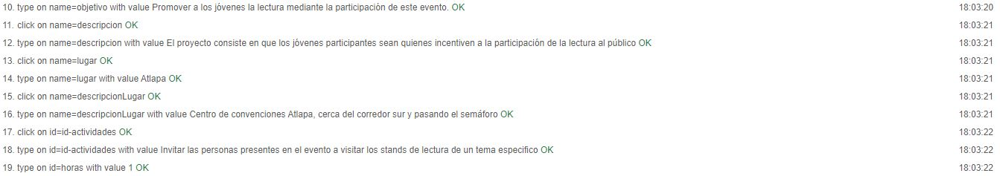 10. type on name=objetivo with value Promover a los jóvenes la lectura mediante la participación de este evento. OK 18:03:20
11. click on name=descripcion OK 18:03:21
12. type on name=descripcion with value El proyecto consiste en que los jóvenes participantes sean quienes incentiven a la participación de la lectura al público OK 18:03:21
13. click on name=lugar OK 18:03:21
14. type on name=lugar with value Atlapa OK 18:03:21
15. click on name=descripcionLugar OK 18:03:21
16. type on name=descripcionLugar with value Centro de convenciones Atlapa, cerca del corredor sur y pasando el semáforo OK 18:03:21
17. click on id=id-actividades OK 18:03:22
18. type on id=id-actividades with value Invitar las personas presentes en el evento a visitar los stands de lectura de un tema especifico OK 18:03:22
19. type on id=horas with value 1 OK 18:03:22